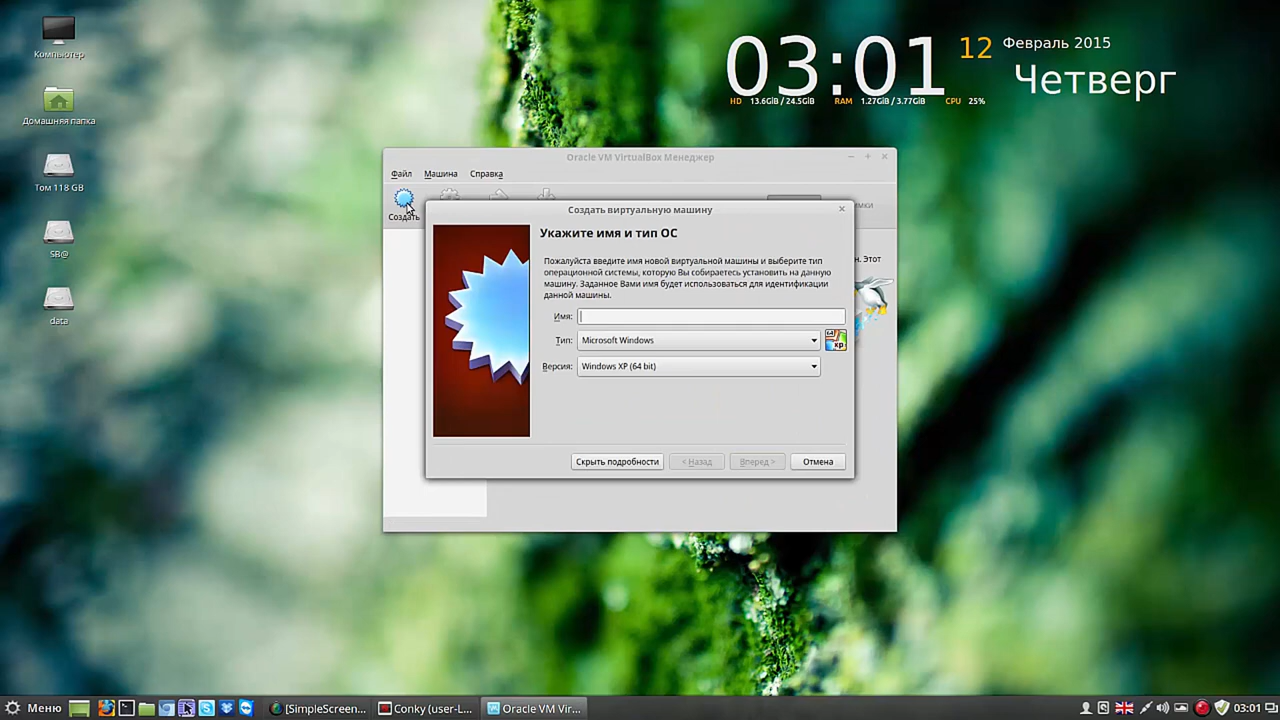 Компьютер
Домашняя папка
Том 118 GB
SB@
data
03:01
12
Февраль 2015
Четверг
HD 13.6GiB / 24.5GiB RAM 1.27GiB / 3.77GiB CPU 25%
Oracle VM VirtualBox Менеджер
Файл Машина Справка
Создать
Создать виртуальную машину
Укажите имя и тип ОС
Пожалуйста введите имя новой виртуальной машины и выберите тип
операционной системы, которую Вы собираетесь установить на данную
машину. Заданное Вами имя будет использоваться для идентификации
данной машины.
н. Этот
Имя:
Тип: Microsoft Windows
64
xp
Версия: Windows XP (64 bit)
Скрыть подробности < Назад Вперед > Отмена
Меню [SimpleScreen... Conky (user-L... Oracle VM Vir... 03:01